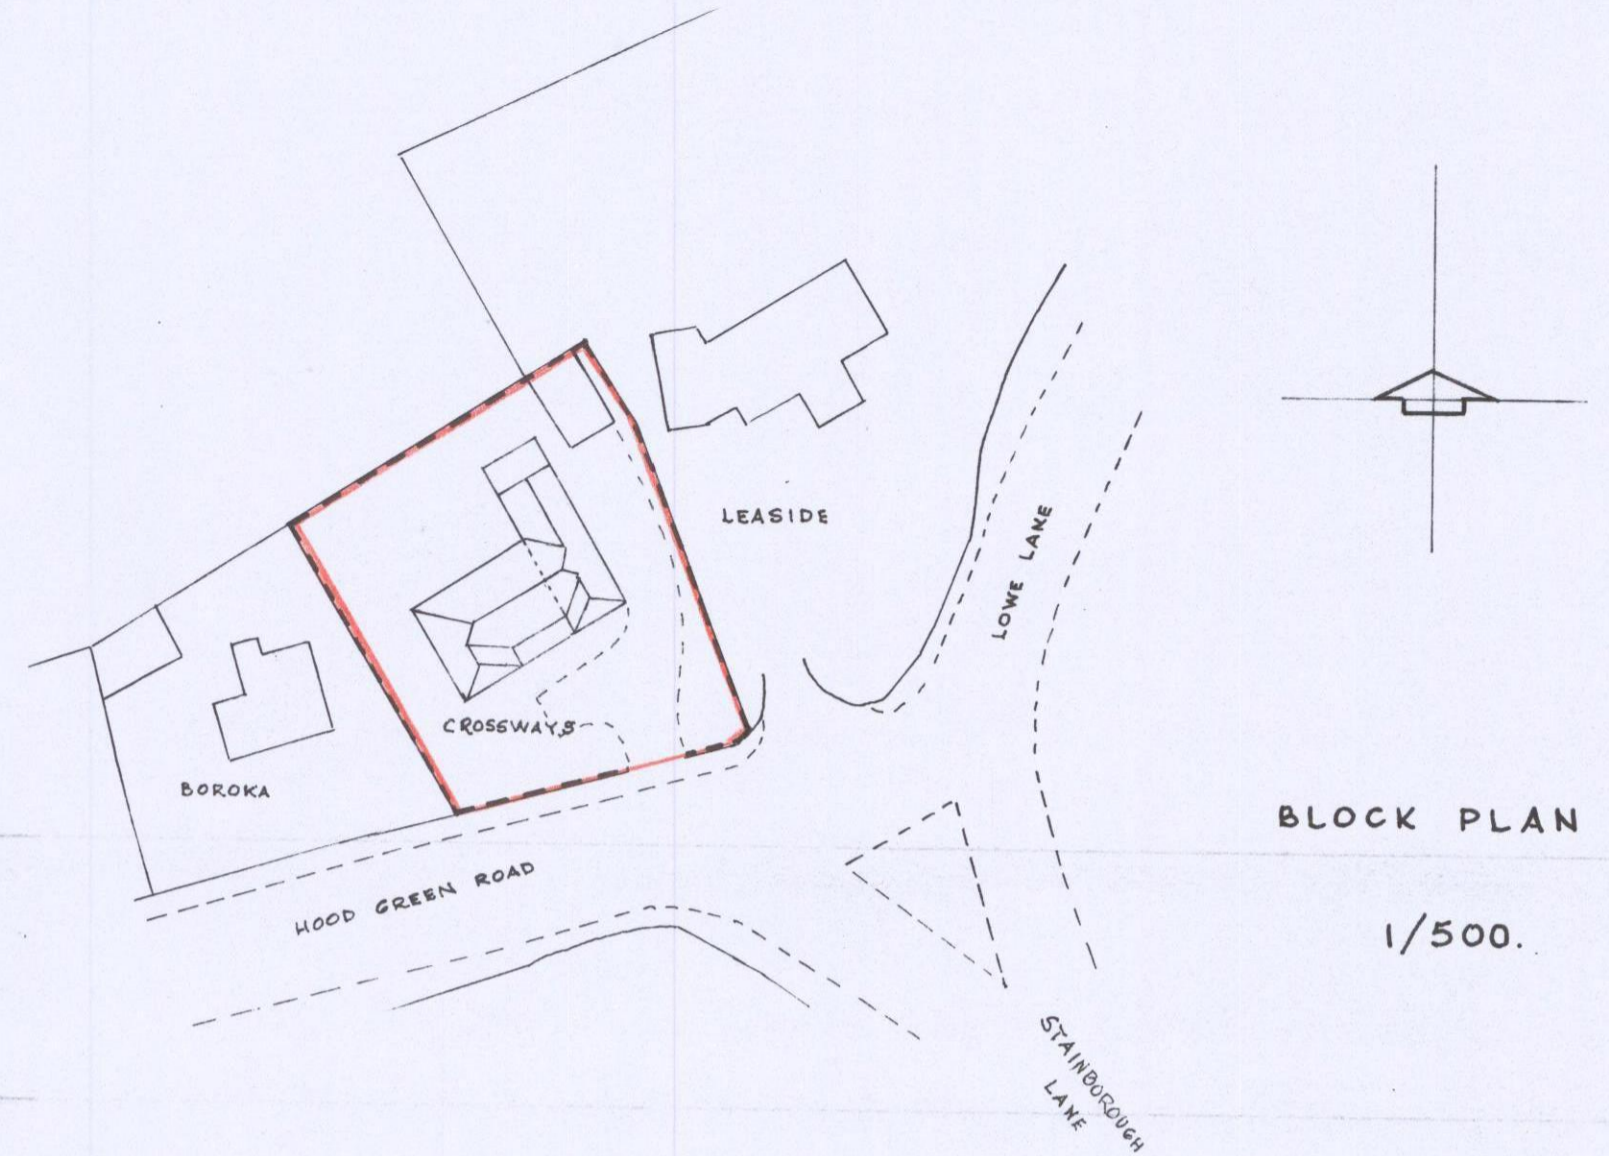 LEASIDE
LOWE LANE
CROSSWAYS
BOROKA
HOOD GREEN ROAD
BLOCK PLAN
1/500.
STAINBOROUGH
LANE